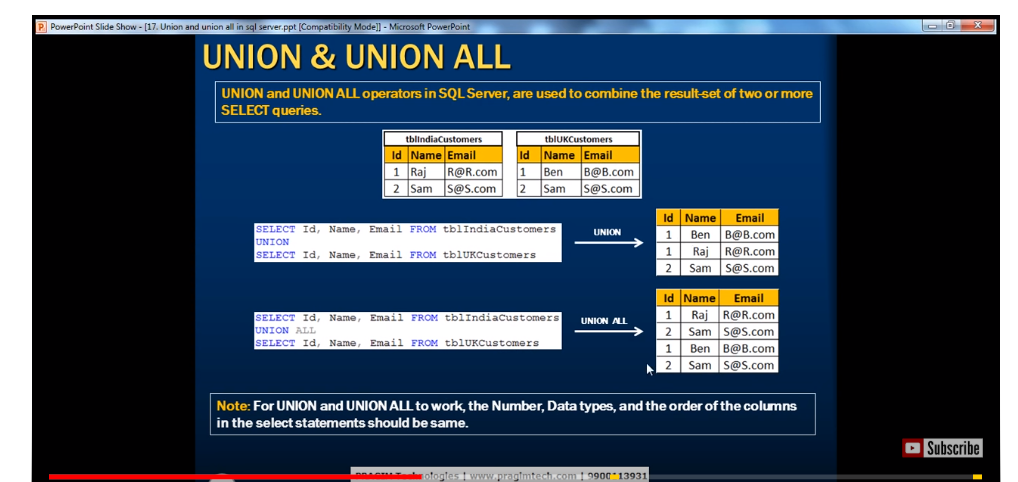 PowerPoint Slide Show - [17. Union and union all in sql server.ppt [Compatibility Mode]] - Microsoft PowerPoint
UNION & UNION ALL
UNION and UNION ALL operators in SQL Server, are used to combine the result-set of two or more
SELECT queries.
tblIndiaCustomers
Id Name Email
1 Raj R@R.com
2 Sam S@S.com
tblUKCustomers
Id Name Email
1 Ben B@B.com
2 Sam S@S.com
SELECT Id, Name, Email FROM tblIndiaCustomers
UNION
SELECT Id, Name, Email FROM tblUKCustomers
UNION
Id Name Email
1 Ben B@B.com
1 Raj R@R.com
2 Sam S@S.com
SELECT Id, Name, Email FROM tblIndiaCustomers
UNION ALL
SELECT Id, Name, Email FROM tblUKCustomers
UNION ALL
Id Name Email
1 Raj R@R.com
2 Sam S@S.com
1 Ben B@B.com
2 Sam S@S.com
Note: For UNION and UNION ALL to work, the Number, Data types, and the order of the columns
in the select statements should be same.
Subscribe
www.pragimtech.com